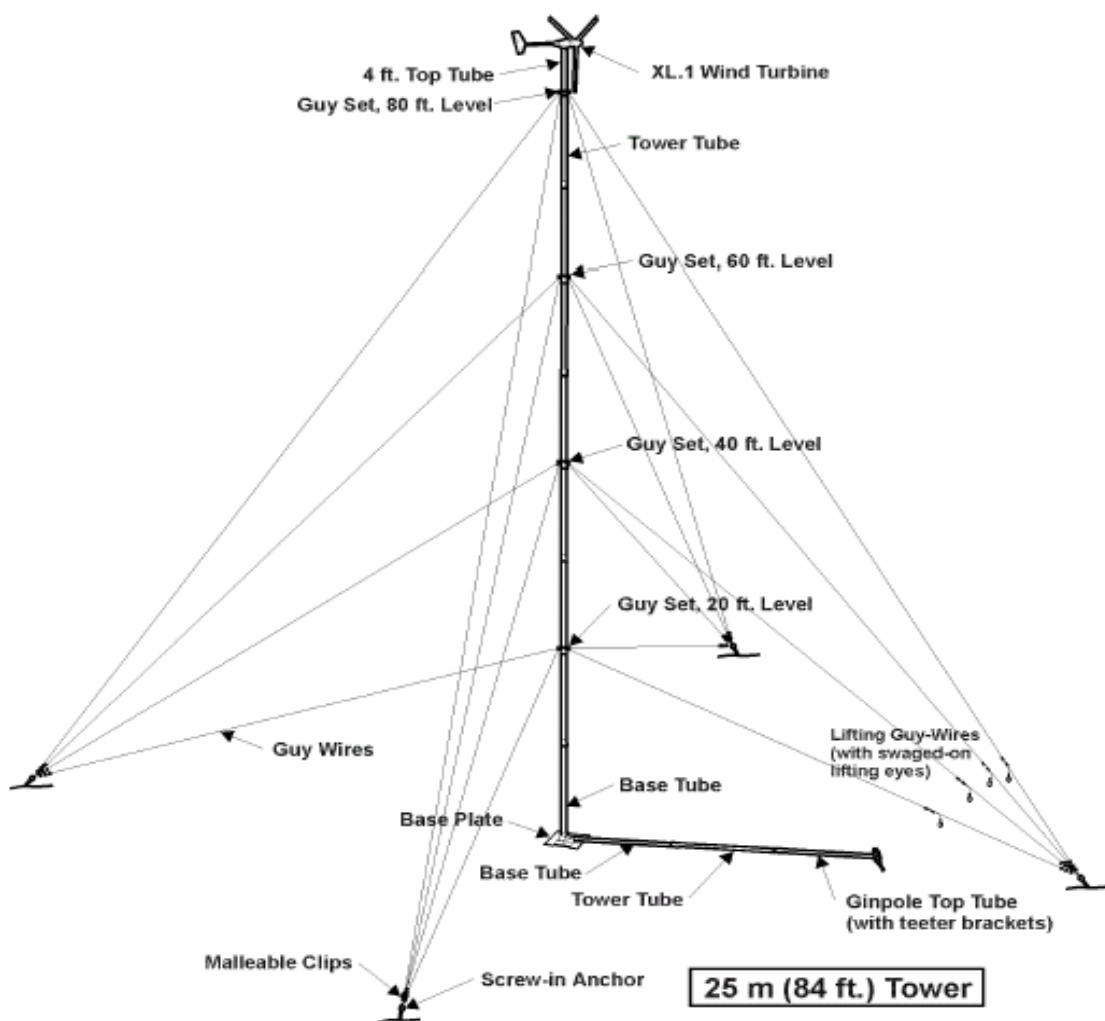 4 ft. Top Tube
XL.1 Wind Turbine
Guy Set, 80 ft. Level
Tower Tube
Guy Set, 60 ft. Level
Guy Set, 40 ft. Level
Guy Set, 20 ft. Level
Guy Wires
Lifting Guy-Wires
(with swaged-on
lifting eyes)
Base Tube
Base Plate
Base Tube
Tower Tube
Ginpole Top Tube
(with teeter brackets)
Malleable Clips
Screw-in Anchor
25 m (84 ft.) Tower